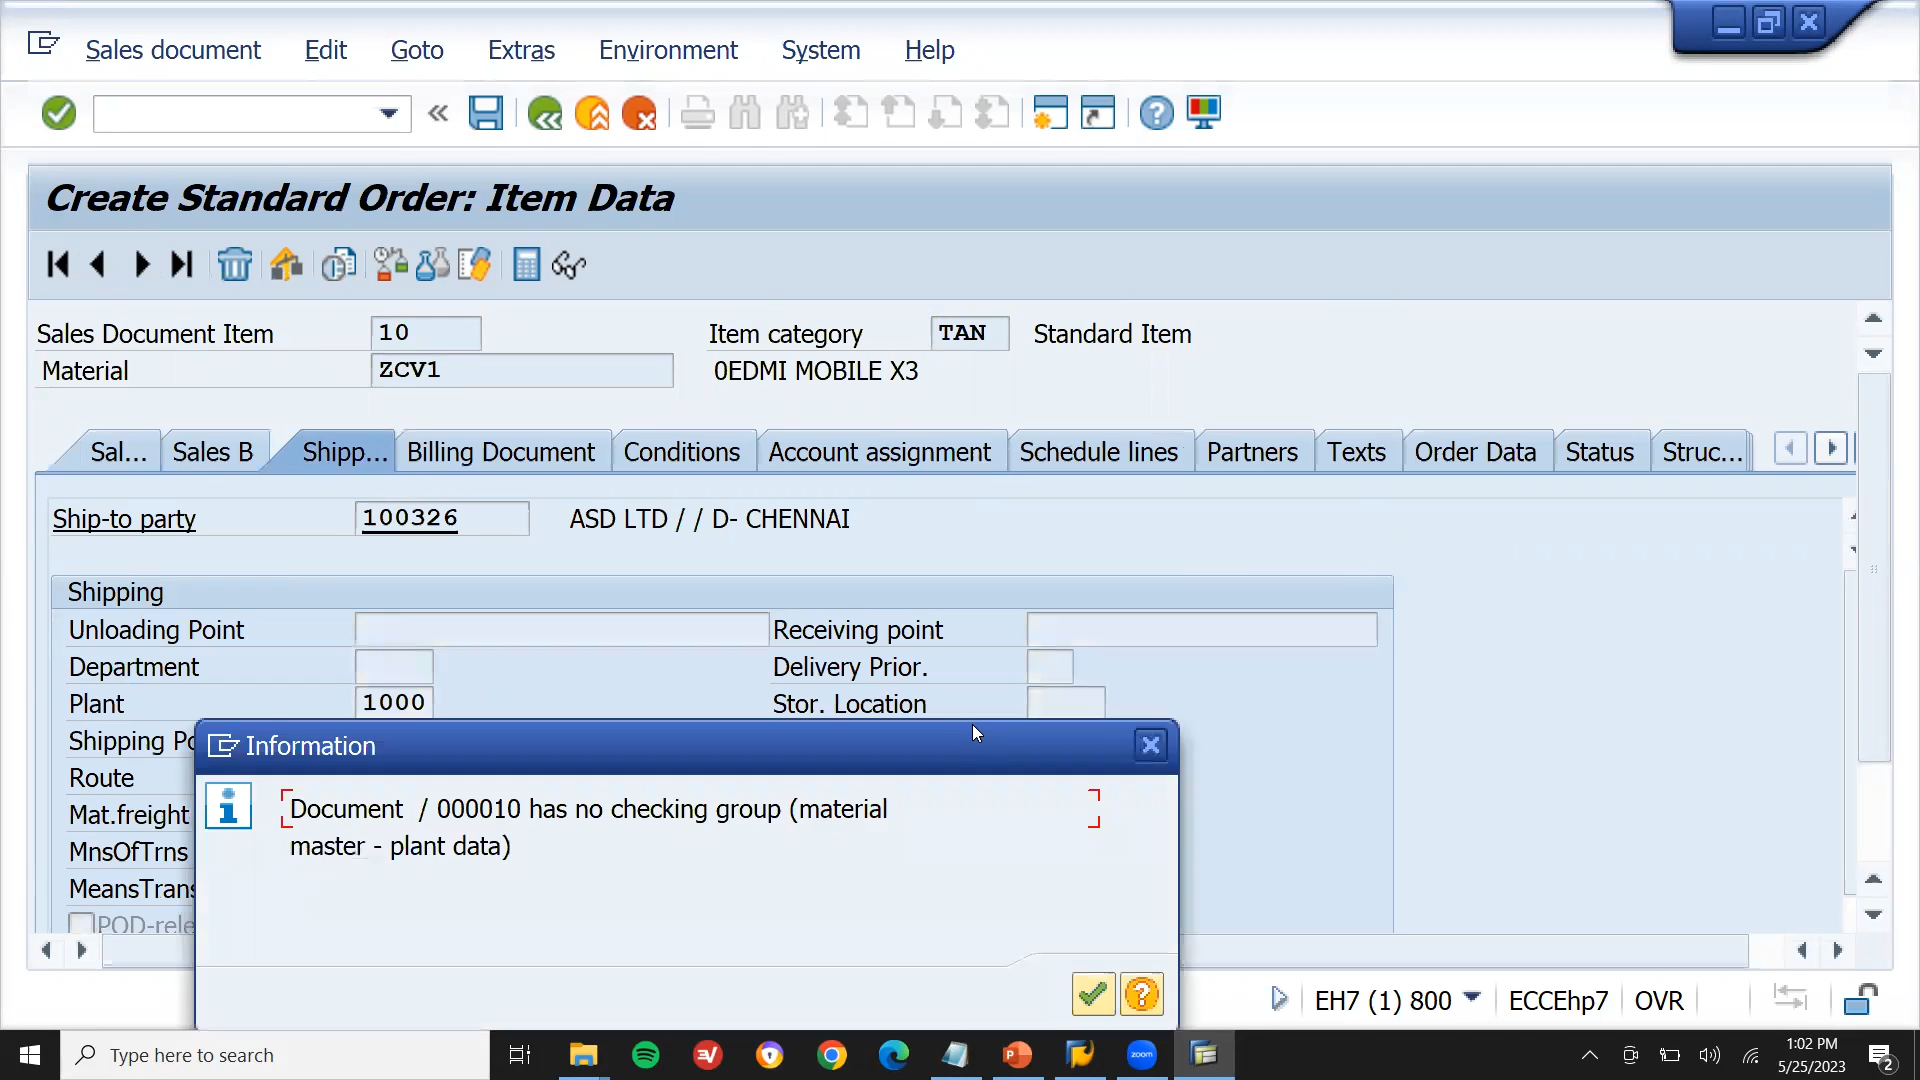 Sales document Edit Goto Extras Environment System Help
Create Standard Order: Item Data
Sales Document Item 10 Item category TAN Standard Item
Material ZCV1 0EDMI MOBILE X3
Sal... Sales B Shipp... Billing Document Conditions Account assignment Schedule lines Partners Texts Order Data Status Struc...
Ship-to party 100326 ASD LTD / / D- CHENNAI
Shipping
Unloading Point Receiving point
Department Delivery Prior.
Plant 1000 Stor. Location
Shipping Po
Route
Mat.freight
MnsOfTrns
MeansTrans
POD-rele
Information
Document / 000010 has no checking group (material
master - plant data)
EH7 (1) 800 ECCEhp7 OVR
Type here to search
zoom
1:02 PM
5/25/2023
2